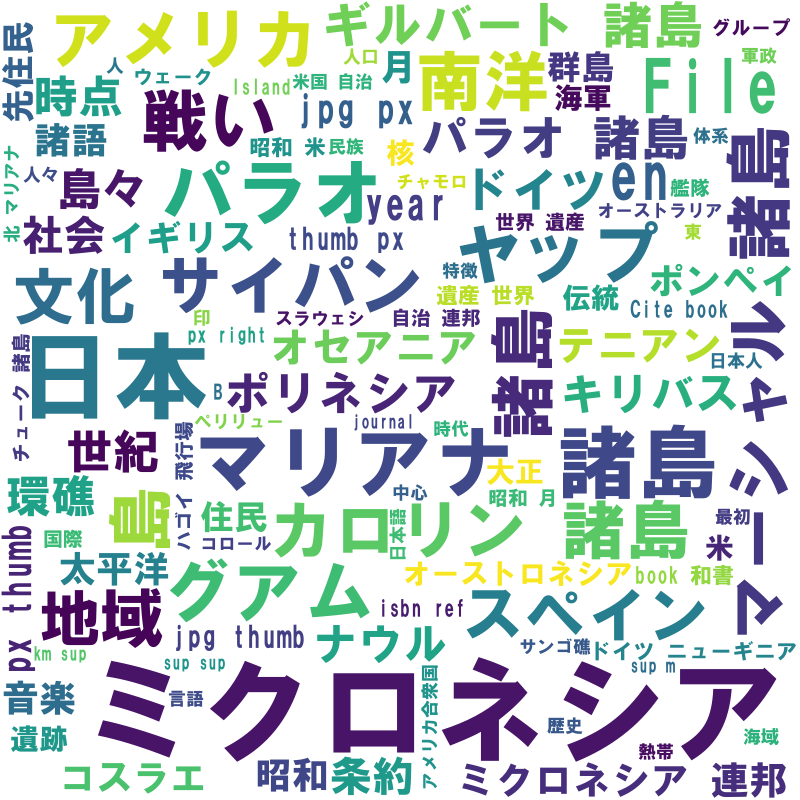 アメリカ
ギルバート 諸島
グループ
先住民
人
ウェーク
人口
月
南洋
群島
軍政
時点
Island
米国 自治
海軍
File
戦い
jpg px
諸語
昭和 米
民族
核
パラオ 諸島
体系
諸島
北 マリアナ
人々
島々
パラオ
チャモロ
ドイツ
en
艦隊
year
オーストラリア
社会
イギリス
thumb px
世界 遺産
東
ヤップ
文化
サイパン
特徴
ポンペイ
遺産 世界
伝統
Cite book
印
スラウェシ
自治 連邦
px right
オセアニア
諸島
テニアン
マーシャル
日本
チューク 諸島
日本人
B
ポリネシア
キリバス
ペリリュー
journal
時代
世紀
飛行場
マリアナ
諸島
大正
環礁
ハゴイ
中心
昭和 月
島
住民
カロリン
日本語
諸島
最初
コロール
国際
米
px thumb
太平洋
グアム
オーストロネシア
book 和書
地域
isbn ref
スペイン
jpg thumb
ナウル
サンゴ礁
ドイツ ニューギニア
km sup
sup sup
sup m
ミクロネシア
音楽
言語
アメリカ合衆国
歴史
遺跡
海域
熱帯
コスラエ
昭和
条約
ミクロネシア 連邦